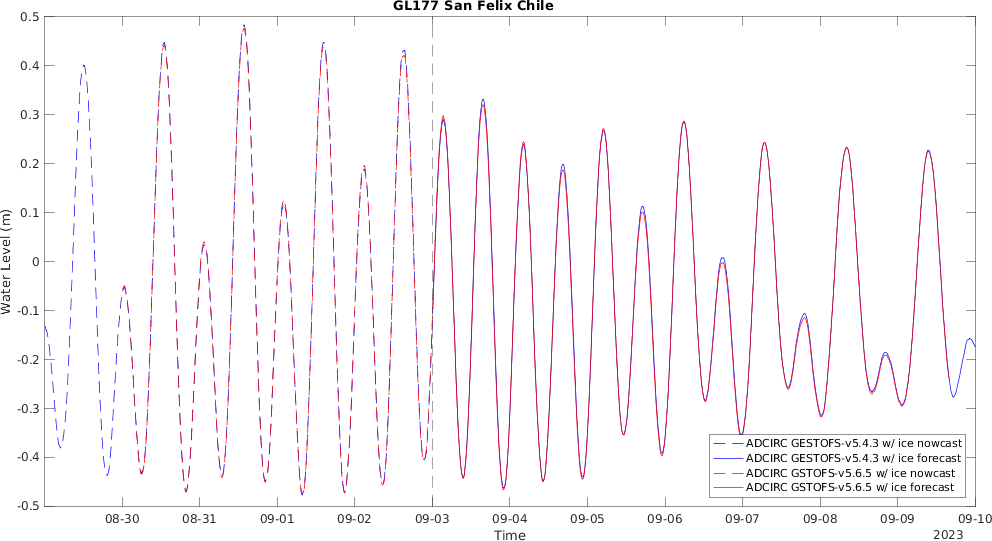 GL177 San Felix Chile
0.5
0.4
0.3
0.2
0.1
0
-0.1
-0.2
-0.3
-0.4
-0.5
Water Level (m)
ADCIRC GESTOFS-v5.4.3 w/ ice nowcast
ADCIRC GESTOFS-v5.4.3 w/ ice forecast
ADCIRC GSTOFS-v5.6.5 w/ ice nowcast
ADCIRC GSTOFS-v5.6.5 w/ ice forecast
08-30 08-31 09-01 09-02 09-03 09-04 09-05 09-06 09-07 09-08 09-09 09-10
Time
2023